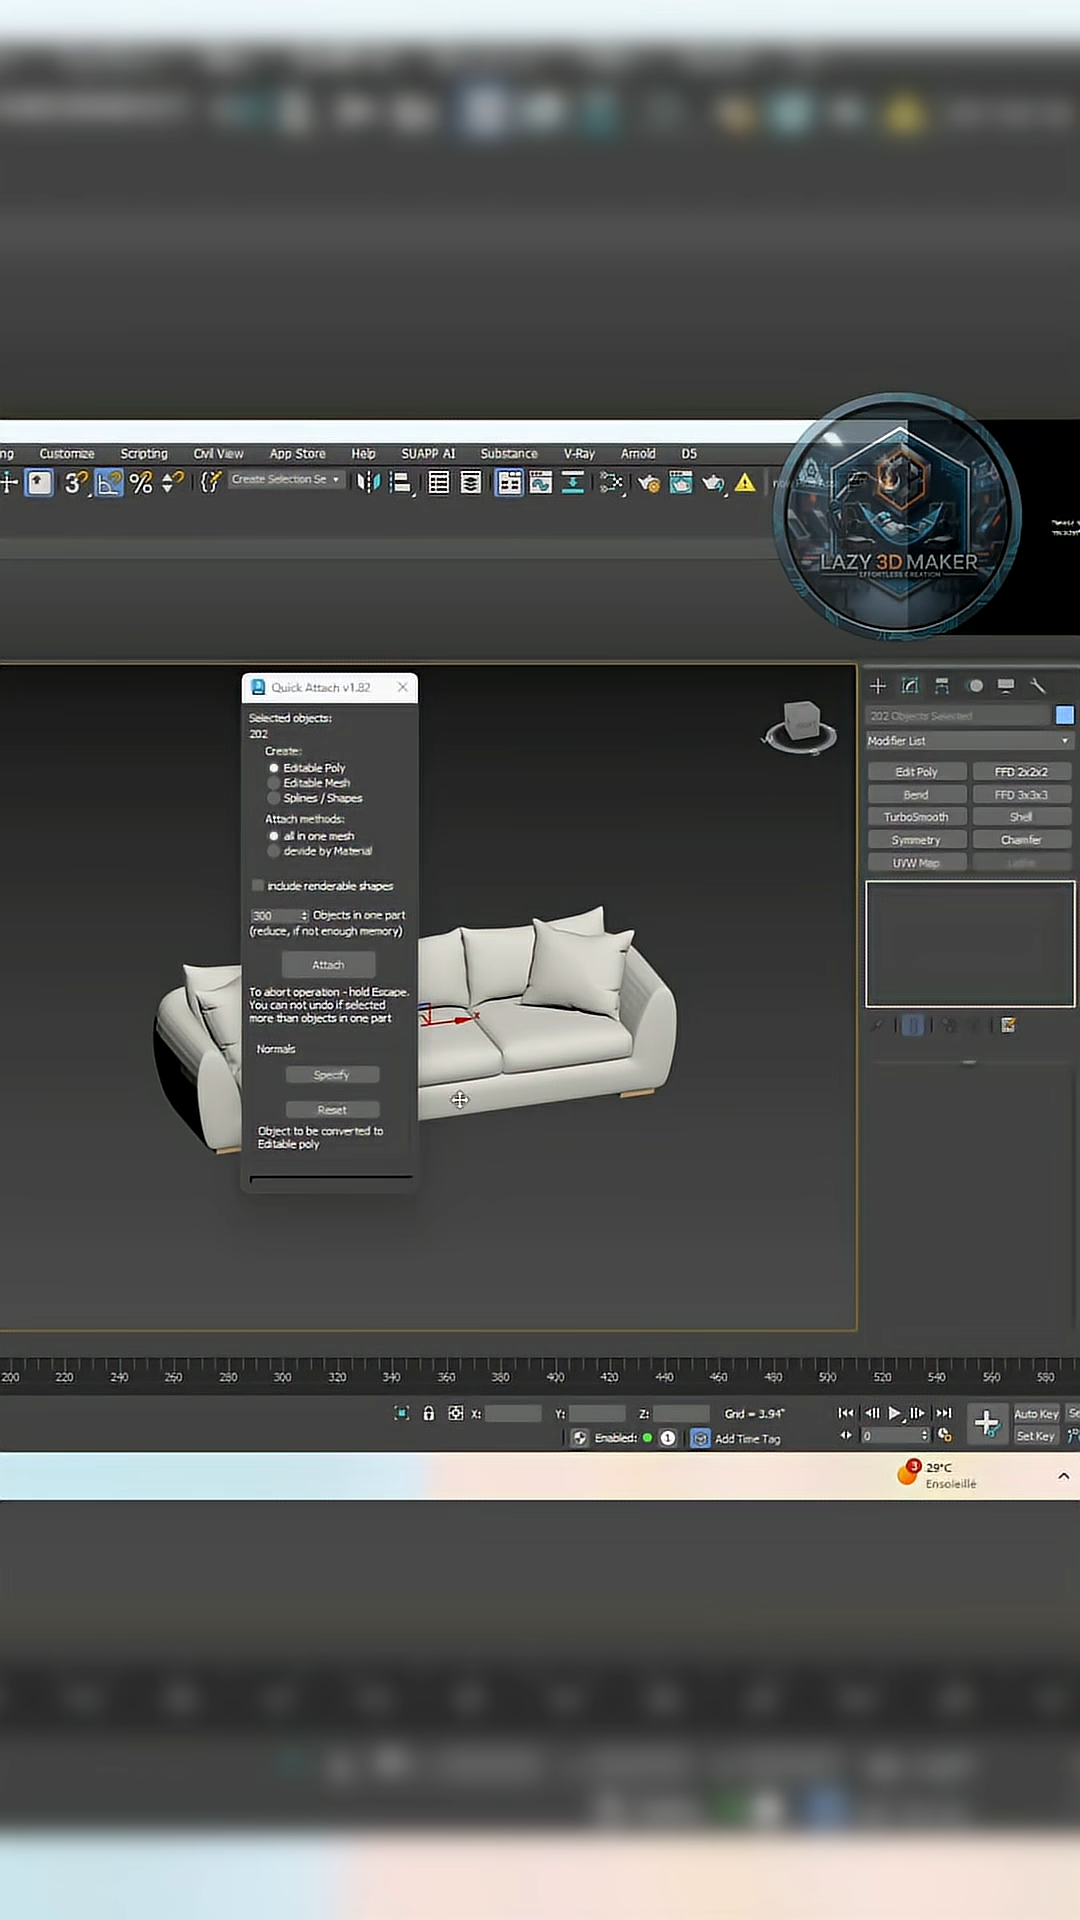 ng Customize Scripting Civil View App Store Help SUAPP AI Substance V-Ray Arnold D5
3 % Create Selection Se
LAZY 3D MAKER
EFFORTLESS CREATION
Quick Attach v1.82
Selected objects:
202
Create:
Editable Poly
Editable Mesh
Splines / Shapes
Attach methods:
all in one mesh
devide by Material
include renderable shapes
300 Objects in one part
(reduce, if not enough memory)
Attach
To abort operation - hold Escape.
You can not undo if selected
more than objects in one part
Normals
Specify
Reset
Object to be converted to
Editable poly
202 Objects Selected
Modifier List
Edit Poly FFD 2x2x2
Bend FFD 3x3x3
TurboSmooth Shell
Symmetry Chamfer
UVW Map Lathe
200 220 240 260 280 300 320 340 360 380 400 420 440 460 480 500 520 540 560 580
X: Y: Z: Grid = 3.94" Auto Key Se
Enabled: 1 Add Time Tag 0 Set Key
3 29°C
Ensoleillé